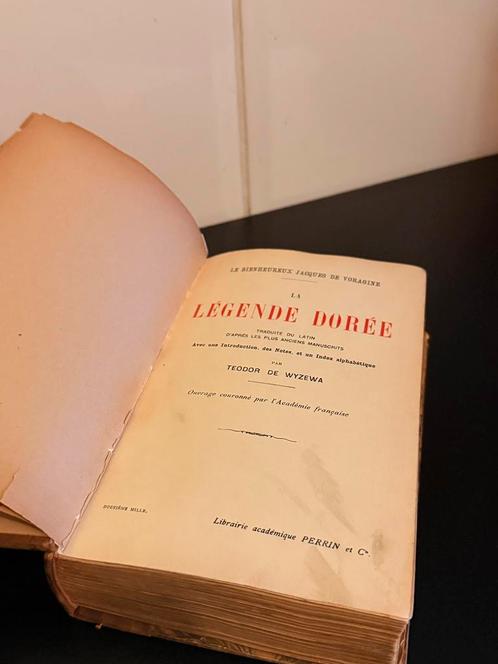 LE BIENHEUREUX JACQUES DE VORAGINE
LA
LÉGENDE DORÉE
TRADUITE DU LATIN
D'APRÈS LES PLUS ANCIENS MANUSCRITS
Avec une Introduction, des Notes, et un Index alphabétique
PAR
TEODOR DE WYZEWA
Ouvrage couronné par l'Académie française
DEUXIÈME MILLE.
Librairie académique PERRIN et Cie.